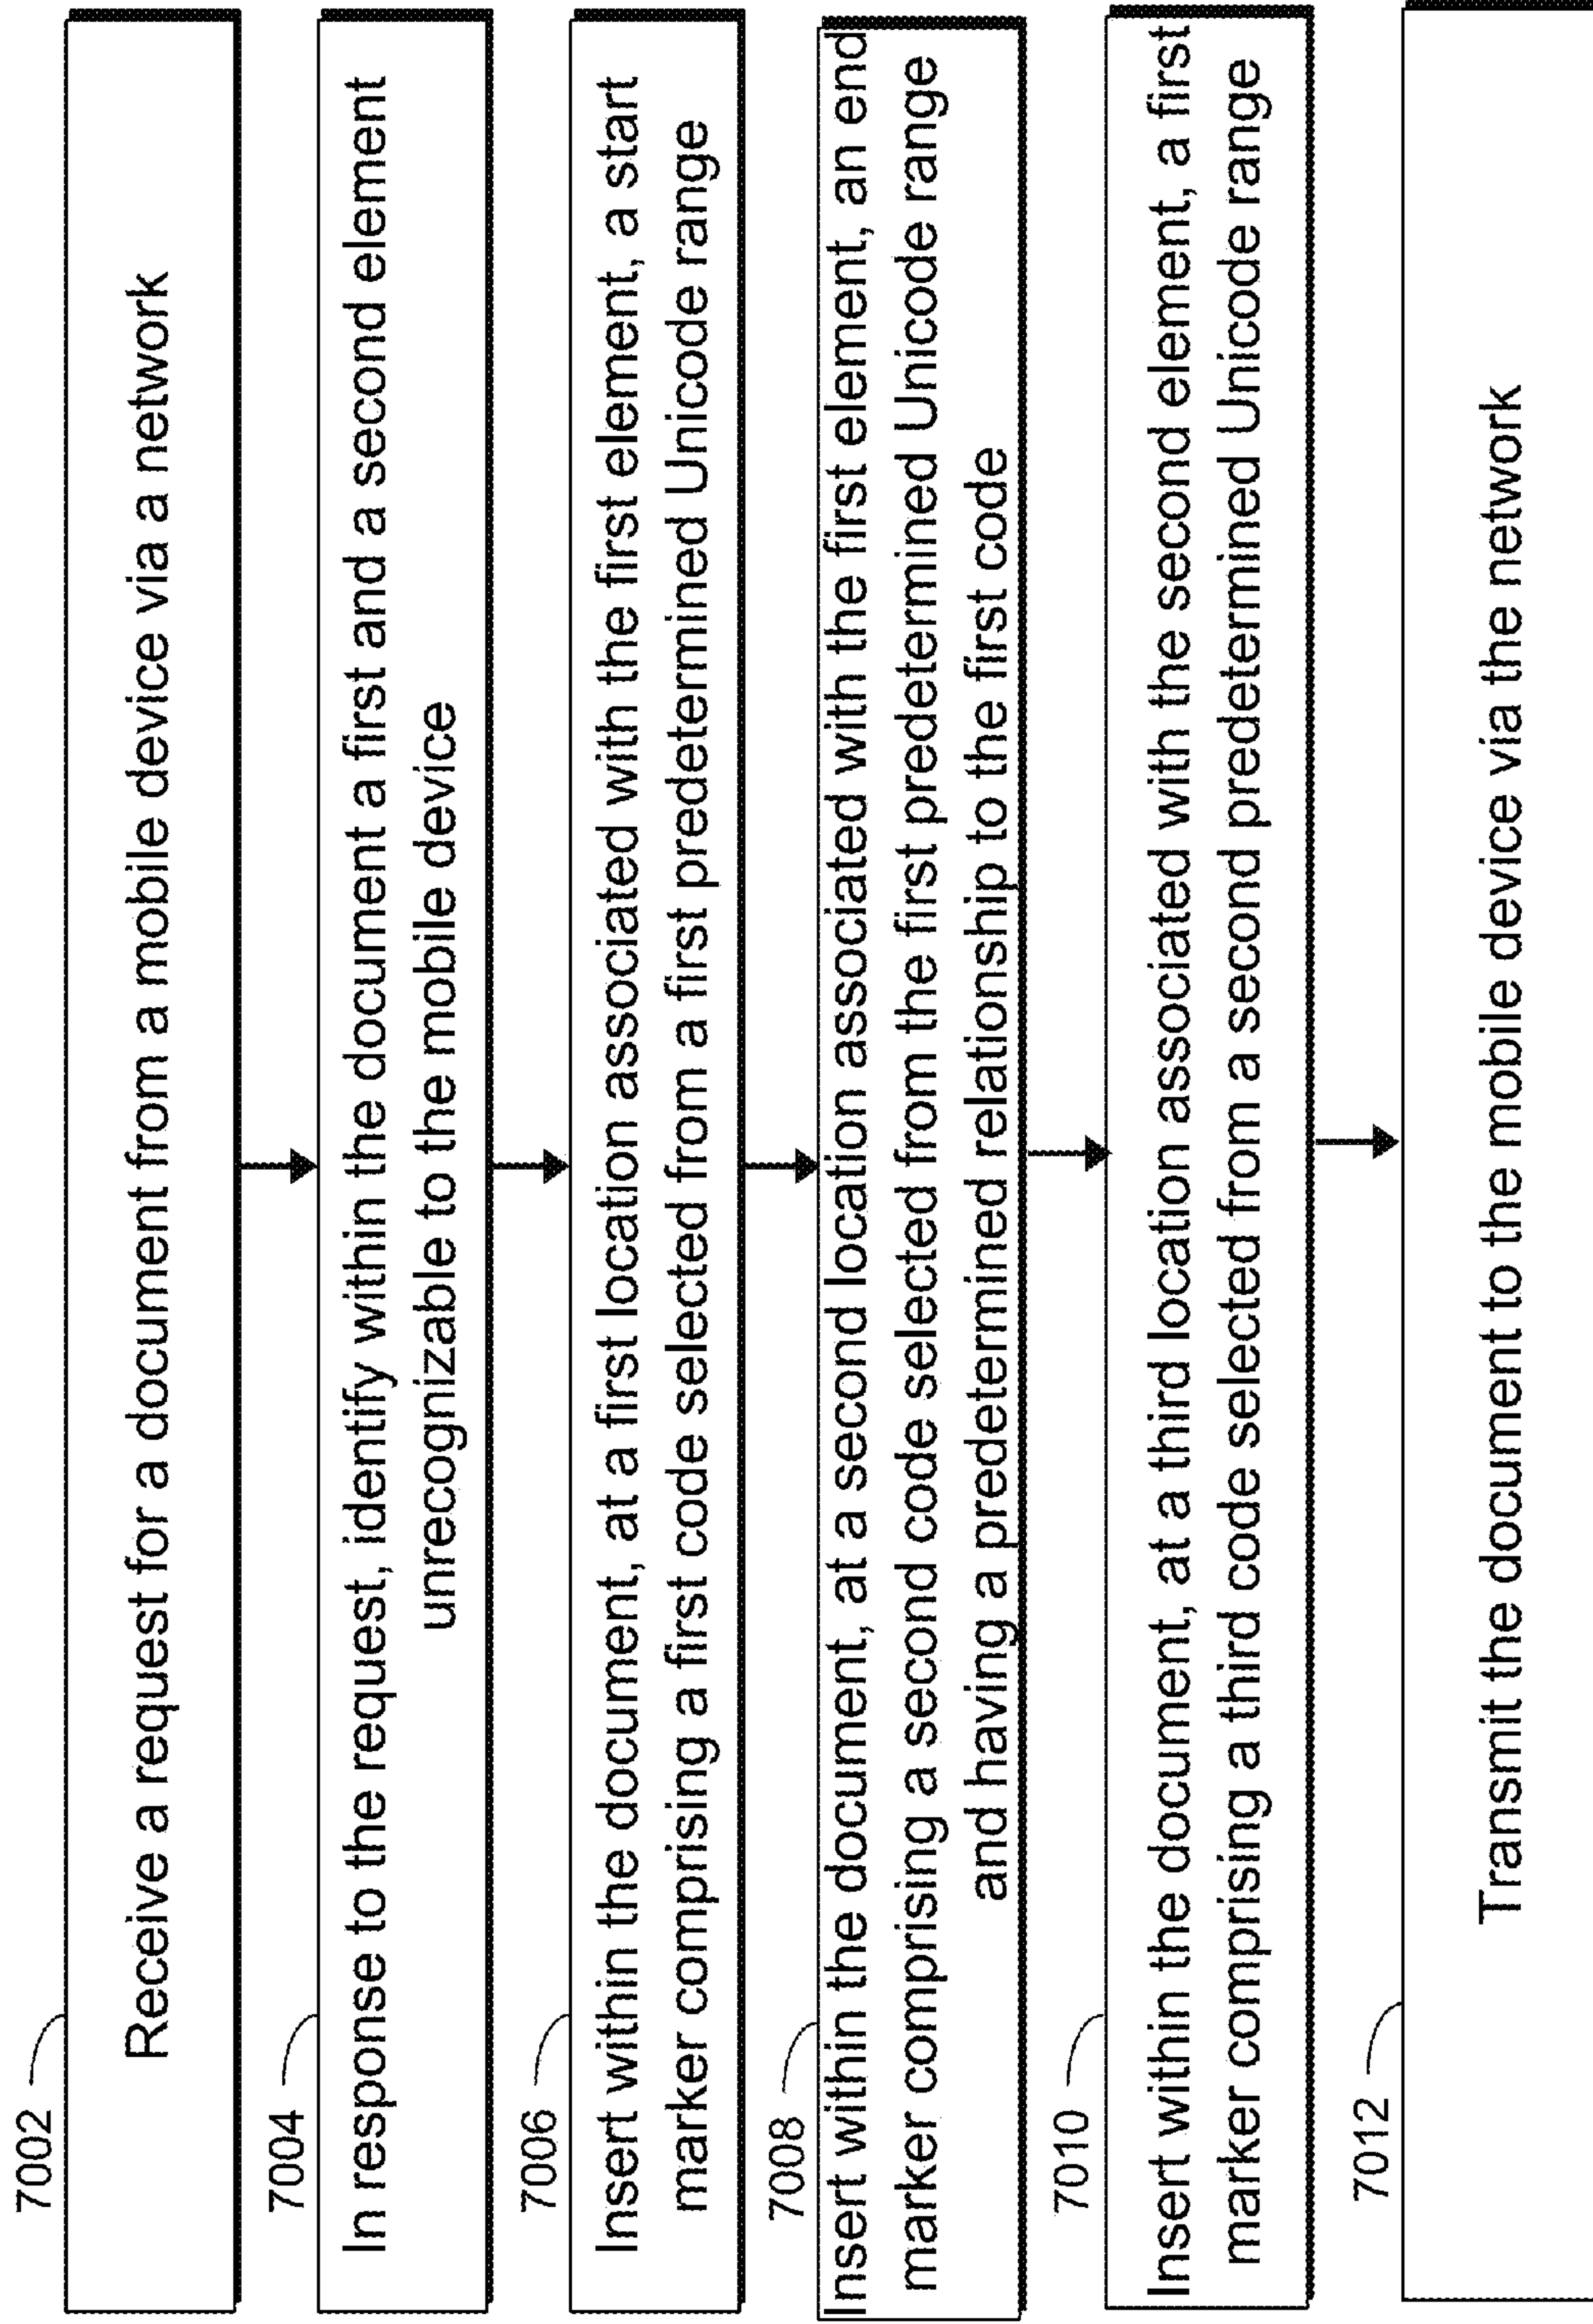 7002
Receive a request for a document from a mobile device via a network
7004
In response to the request, identify within the document a first and a second element
unrecognizable to the mobile device
7006
Insert within the document, at a first location associated with the first element, a start
marker comprising a first code selected from a first predetermined Unicode range
7008
Insert within the document, at a second location associated with the first element, an end
marker comprising a second code selected from the first predetermined Unicode range
and having a predetermined relationship to the first code
7010
Insert within the document, at a third location associated with the second element, a first
marker comprising a third code selected from a second predetermined Unicode range
7012
Transmit the document to the mobile device via the network